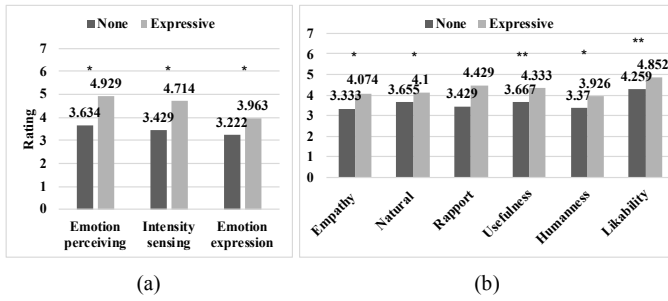 None Expressive
7
6
5
4
3
2
1
0
Rating
* * *
3.634 4.929 3.429 4.714 3.222 3.963
Emotion perceiving
Intensity sensing
Emotion expression
(a)
None Expressive
7
6
5
4
3
2
1
0
* * ** * **
3.333 4.074 3.655 4.1 3.429 4.429 3.667 4.333 3.37 3.926 4.259 4.852
Empathy
Natural
Rapport
Usefulness
Humanness
Likability
(b)